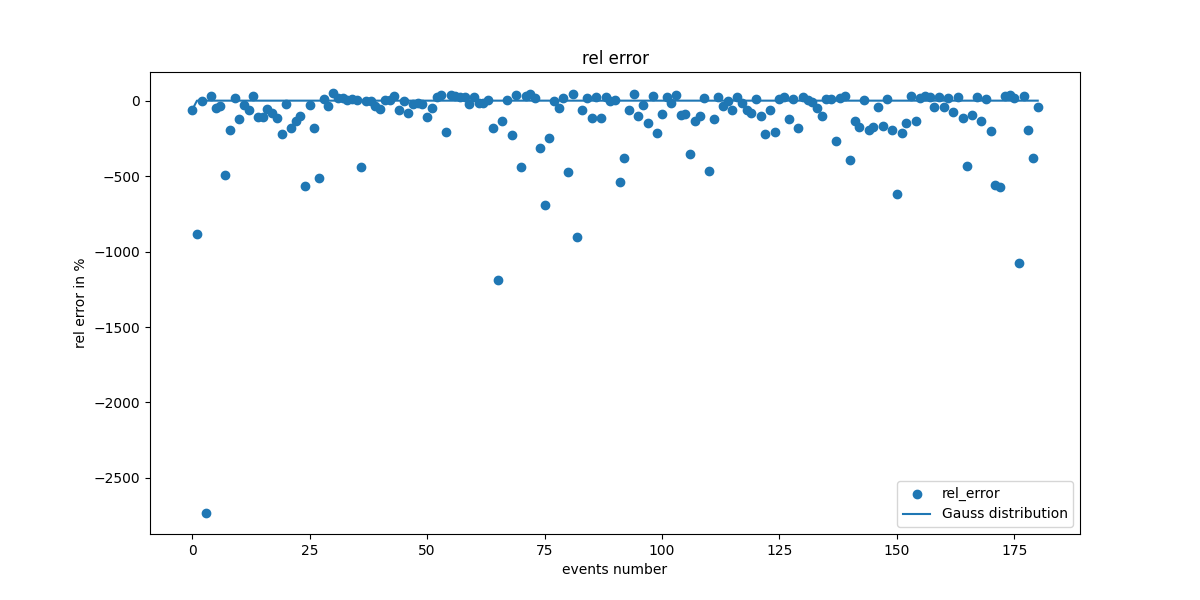 rel error
rel error in %
0
−500
−1000
−1500
−2000
−2500
0
25
50
75
100
125
150
175
events number
rel_error
Gauss distribution